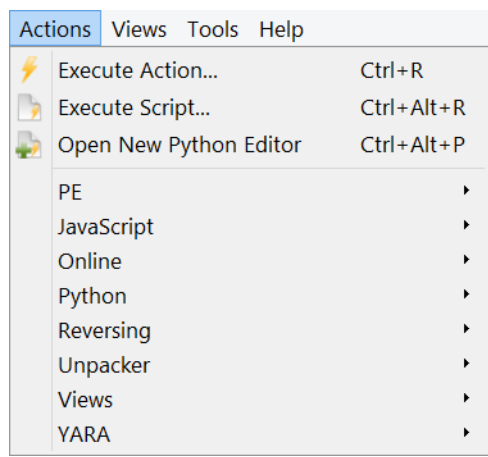 Actions Views Tools Help
Execute Action... Ctrl+R
Execute Script... Ctrl+Alt+R
Open New Python Editor Ctrl+Alt+P
PE
JavaScript
Online
Python
Reversing
Unpacker
Views
YARA